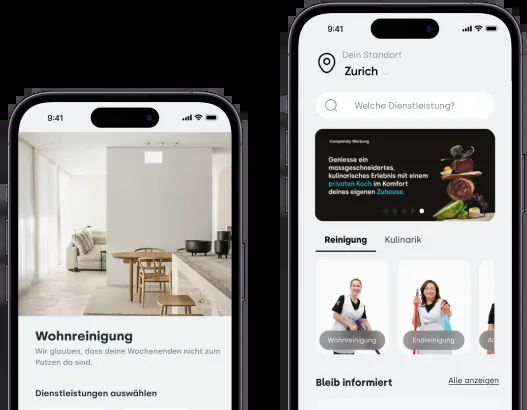 9:41
Wohnreinigung
Wir glauben, dass deine Wochenenden nicht zum
Putzen da sind.
Dienstleistungen auswählen
9:41
Dein Standort
Zurich
Welche Dienstleistung?
Completely Werbung
Geniesse ein
massgeschneidertes,
kulinarisches Erlebnis mit einem
privaten Koch im Komfort
deines eigenen Zuhause.
Reinigung
Kulinarik
Wohnreinigung
Endreinigung
Bleib informiert
Alle anzeigen